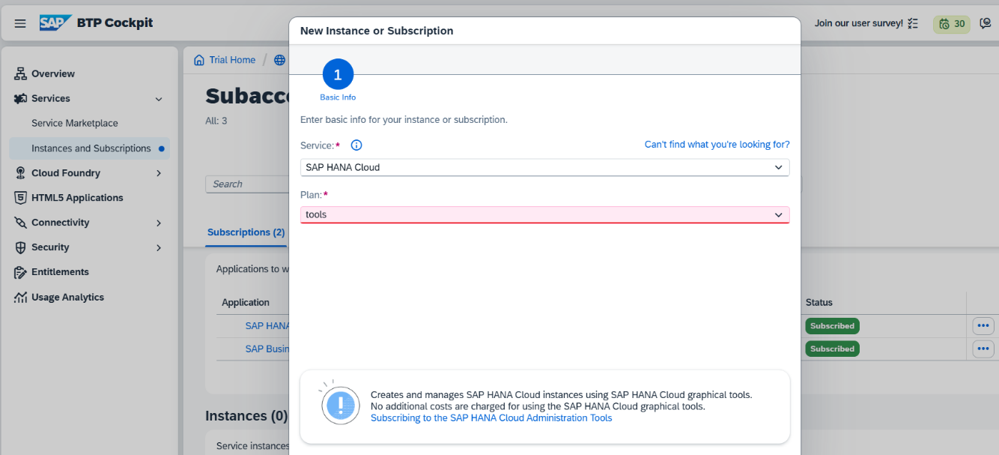 SAP BTP Cockpit
Join our user survey!
30
Overview
Services
Service Marketplace
Instances and Subscriptions
Cloud Foundry
HTML5 Applications
Connectivity
Security
Entitlements
Usage Analytics
Trial Home /
Subacc
All: 3
Search
Subscriptions (2)
Applications to w
Application
Status
SAP HANA
Subscribed
SAP Busin
Subscribed
Instances (0)
Service instances
New Instance or Subscription
1
Basic Info
Enter basic info for your instance or subscription.
Service:*
Can't find what you're looking for?
SAP HANA Cloud
Plan:*
tools
Creates and manages SAP HANA Cloud instances using SAP HANA Cloud graphical tools.
No additional costs are charged for using the SAP HANA Cloud graphical tools.
Subscribing to the SAP HANA Cloud Administration Tools